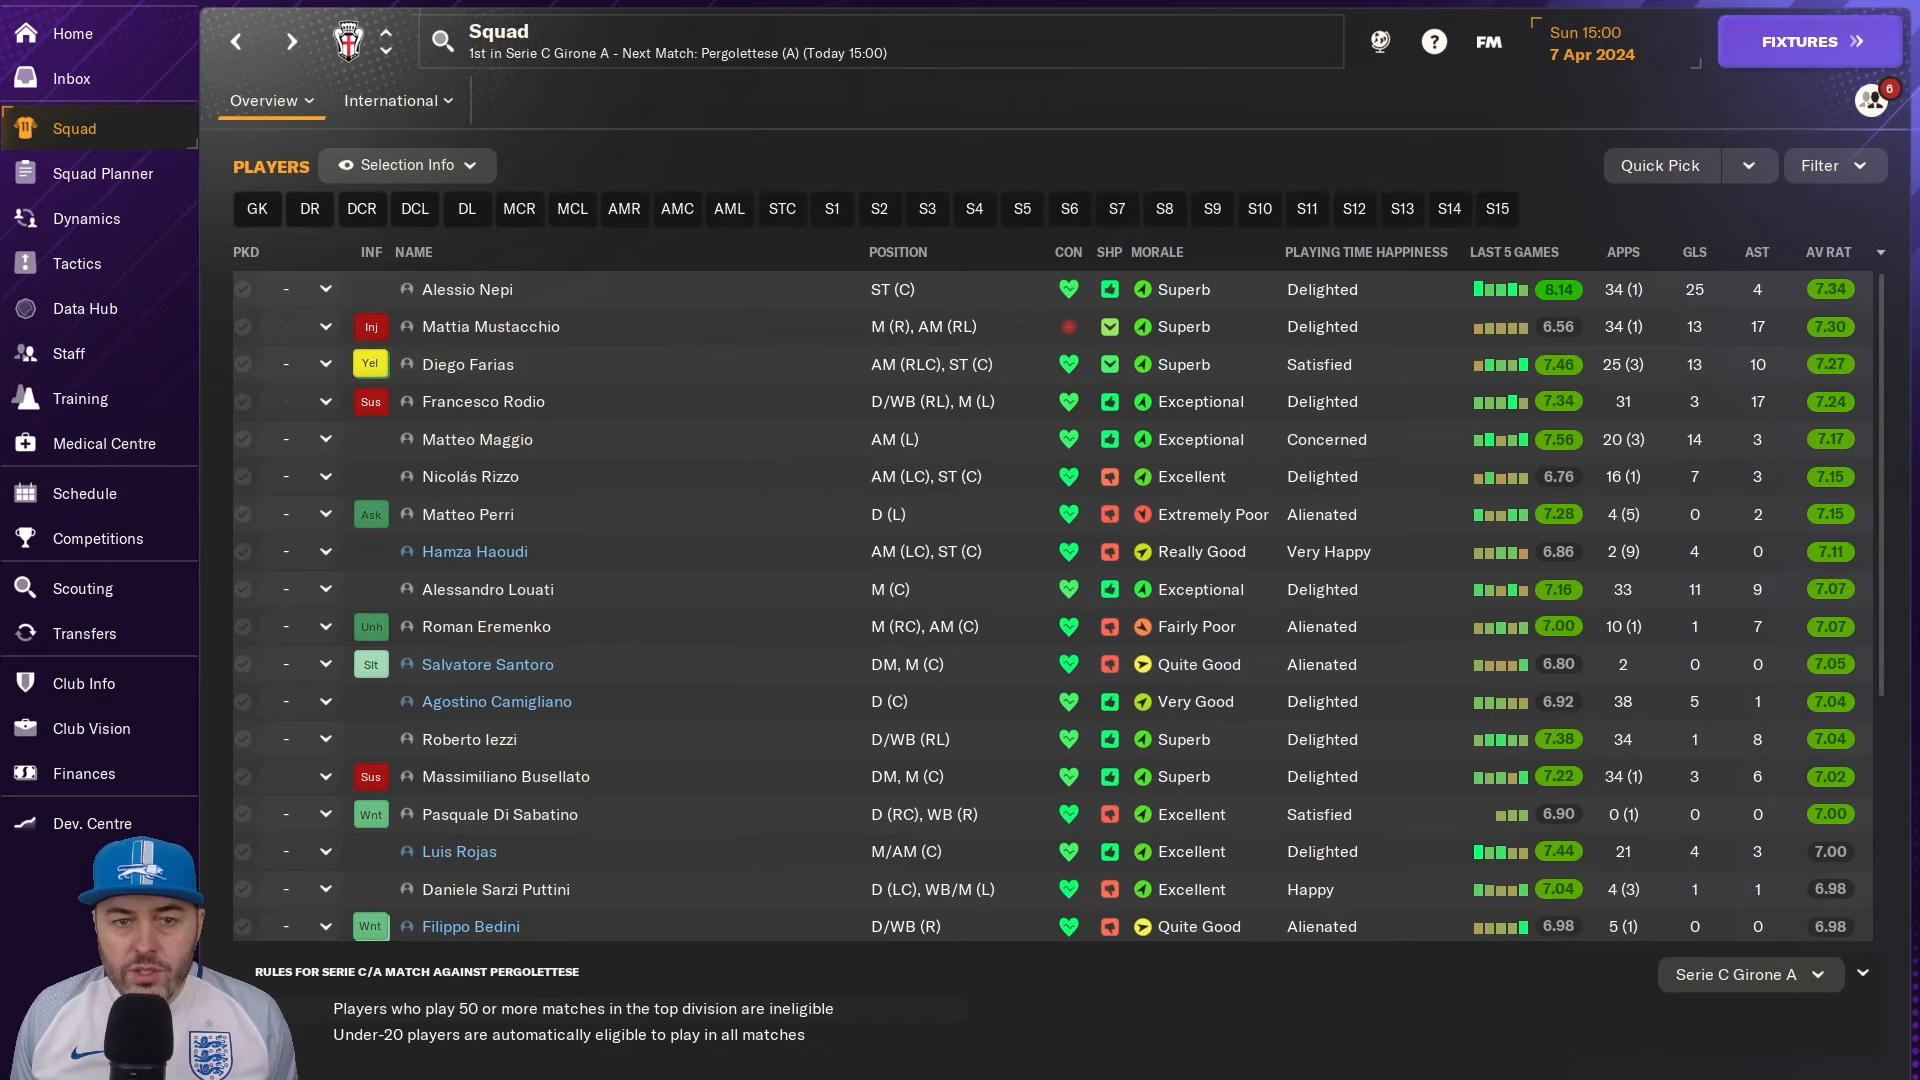 Home
Inbox
Squad
Squad Planner
Dynamics
Tactics
Data Hub
Staff
Training
Medical Centre
Schedule
Competitions
Scouting
Transfers
Club Info
Club Vision
Finances
Dev. Centre
Squad
1st in Serie C Girone A - Next Match: Pergolettese (A) (Today 15:00)
? FM
Sun 15:00
7 Apr 2024
FIXTURES
6
Overview International
PLAYERS Selection Info Quick Pick Filter
GK DR DCR DCL DL MCR MCL AMR AMC AML STC S1 S2 S3 S4 S5 S6 S7 S8 S9 S10 S11 S12 S13 S14 S15
PKD INF NAME POSITION CON SHP MORALE PLAYING TIME HAPPINESS LAST 5 GAMES APPS GLS AST AV RAT
- Alessio Nepi ST (C) Superb Delighted 8.14 34 (1) 25 4 7.34
- Inj Mattia Mustacchio M (R), AM (RL) Superb Delighted 6.56 34 (1) 13 17 7.30
- Yel Diego Farias AM (RLC), ST (C) Superb Satisfied 7.46 25 (3) 13 10 7.27
- Sus Francesco Rodio D/WB (RL), M (L) Exceptional Delighted 7.34 31 3 17 7.24
- Matteo Maggio AM (L) Exceptional Concerned 7.56 20 (3) 14 3 7.17
- Nicolás Rizzo AM (LC), ST (C) Excellent Delighted 6.76 16 (1) 7 3 7.15
- Ask Matteo Perri D (L) Extremely Poor Alienated 7.28 4 (5) 0 2 7.15
- Hamza Haoudi AM (LC), ST (C) Really Good Very Happy 6.86 2 (9) 4 0 7.11
- Alessandro Louati M (C) Exceptional Delighted 7.16 33 11 9 7.07
- Unh Roman Eremenko M (RC), AM (C) Fairly Poor Alienated 7.00 10 (1) 1 7 7.07
- Slt Salvatore Santoro DM, M (C) Quite Good Alienated 6.80 2 0 0 7.05
- Agostino Camigliano D (C) Very Good Delighted 6.92 38 5 1 7.04
- Roberto Iezzi D/WB (RL) Superb Delighted 7.38 34 1 8 7.04
- Sus Massimiliano Busellato DM, M (C) Superb Delighted 7.22 34 (1) 3 6 7.02
- Wnt Pasquale Di Sabatino D (RC), WB (R) Excellent Satisfied 6.90 0 (1) 0 0 7.00
- Luis Rojas M/AM (C) Excellent Delighted 7.44 21 4 3 7.00
- Daniele Sarzi Puttini D (LC), WB/M (L) Excellent Happy 7.04 4 (3) 1 1 6.98
- Wnt Filippo Bedini D/WB (R) Quite Good Alienated 6.98 5 (1) 0 0 6.98
RULES FOR SERIE C/A MATCH AGAINST PERGOLETTESE
Serie C Girone A
Players who play 50 or more matches in the top division are ineligible
Under-20 players are automatically eligible to play in all matches